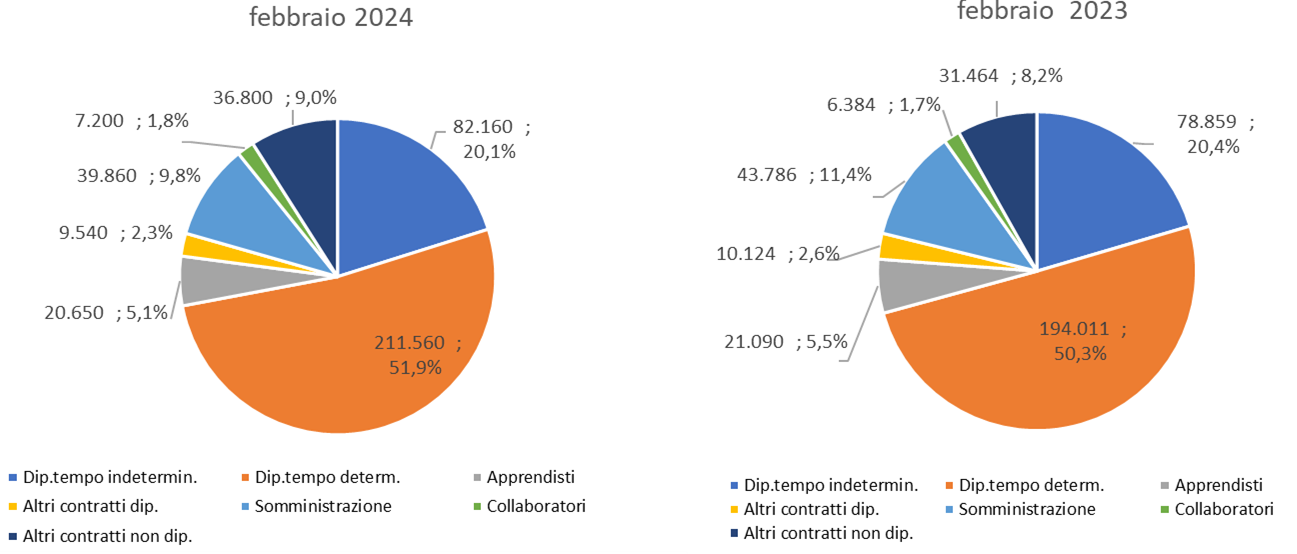 febbraio 2024
36.800 ; 9,0%
7.200 ; 1,8%
82.160 ;
20,1%
39.860 ; 9,8%
9.540 ; 2,3%
20.650 ; 5,1%
211.560 ;
51,9%
Dip.tempo indetermin.
Dip.tempo determ.
Apprendisti
Altri contratti dip.
Somministrazione
Collaboratori
Altri contratti non dip.
febbraio 2023
31.464 ; 8,2%
6.384 ; 1,7%
78.859 ;
20,4%
43.786 ; 11,4%
10.124 ; 2,6%
21.090 ; 5,5%
194.011 ;
50,3%
Dip.tempo indetermin.
Dip.tempo determ.
Apprendisti
Altri contratti dip.
Somministrazione
Collaboratori
Altri contratti non dip.